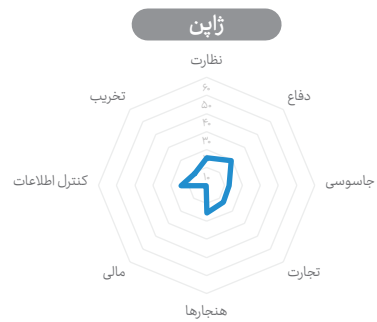 ژاپن
نظارت
دفاع
جاسوسی
تجارت
هنجارها
مالی
کنترل اطلاعات
تخریب
۶۰
۵۰
۴۰
۳۰
۱۰